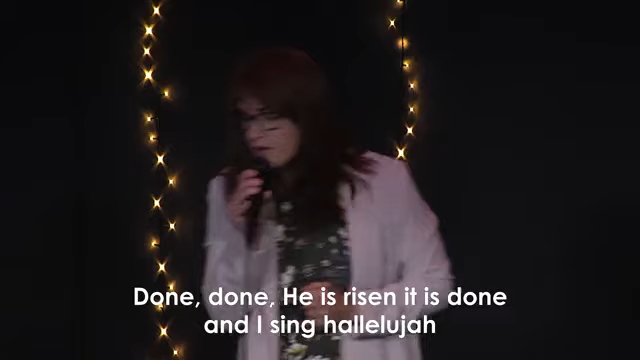 Done, done, He is risen it is done
and I sing hallelujah